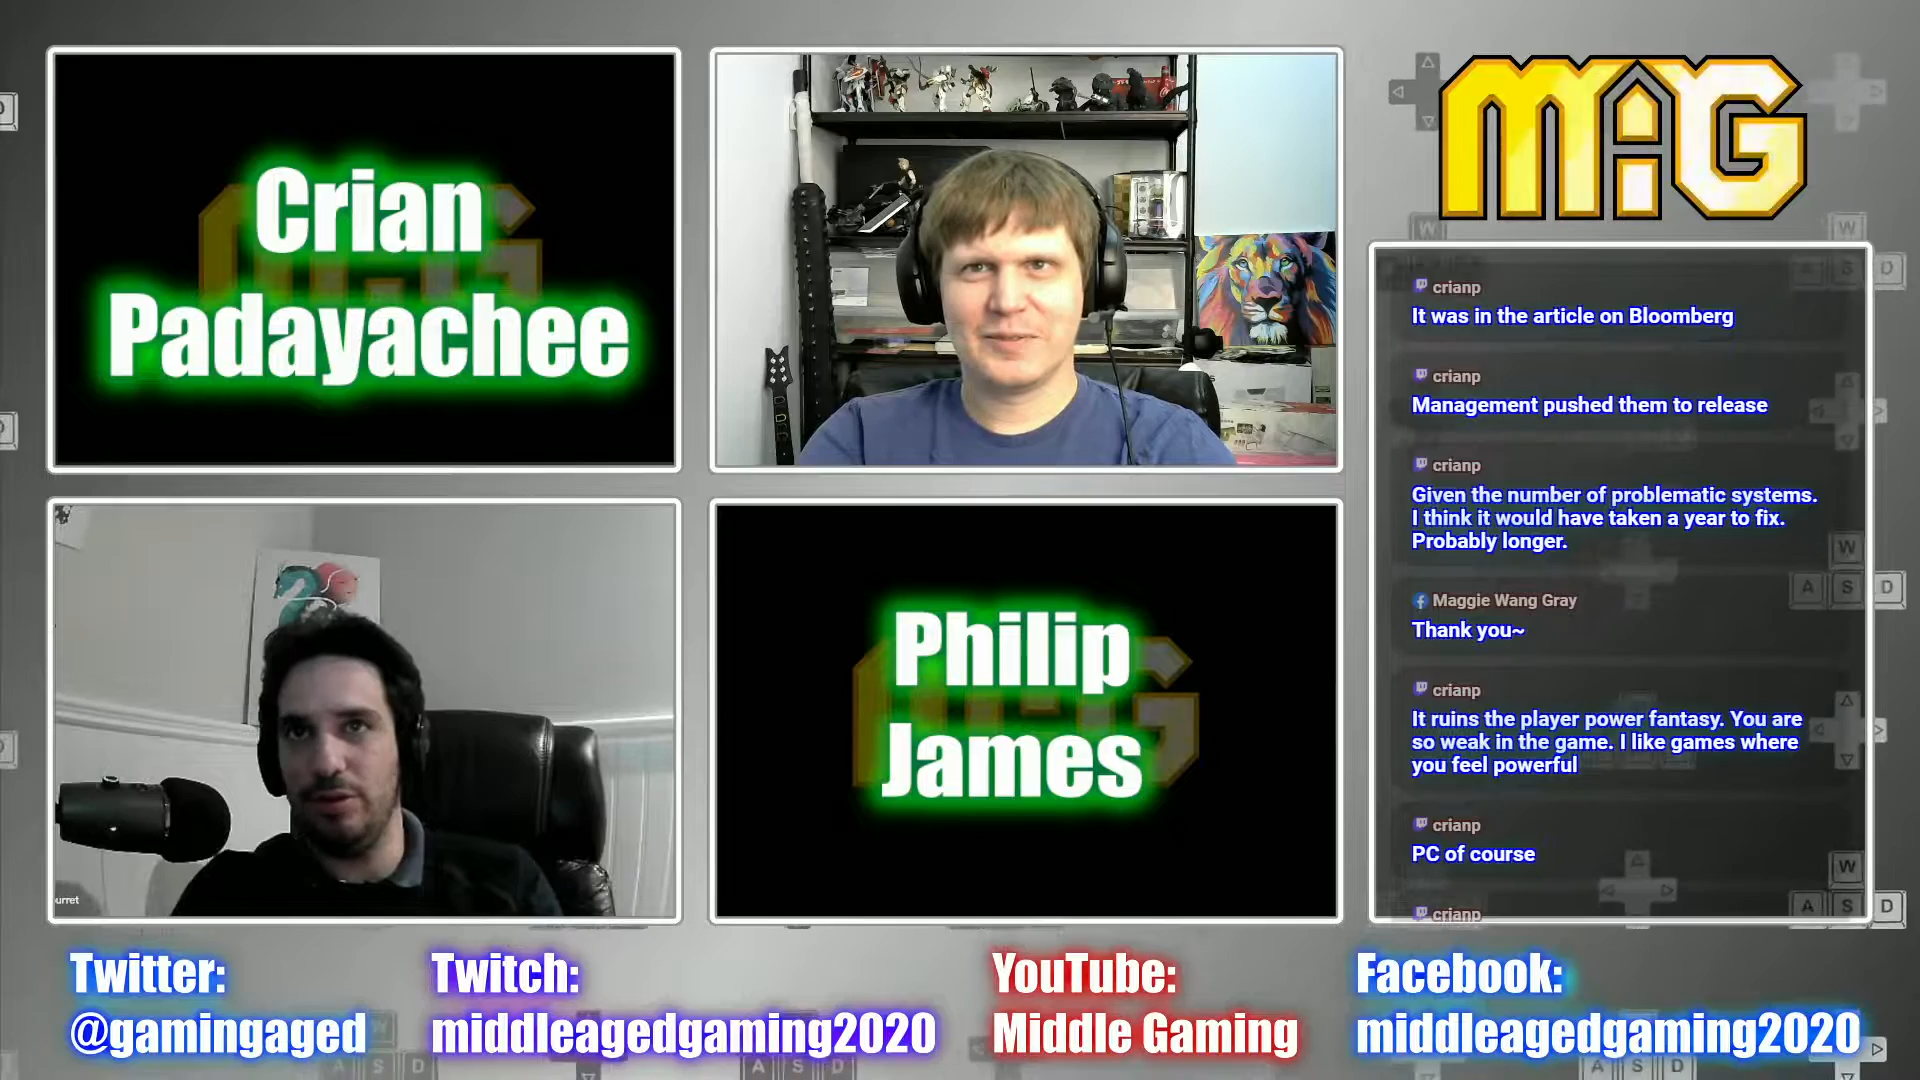 Crian
Padayachee
MAG
crianp
It was in the article on Bloomberg
crianp
Management pushed them to release
crianp
Given the number of problematic systems.
I think it would have taken a year to fix.
Probably longer.
Maggie Wang Gray
Thank you~
crianp
It ruins the player power fantasy. You are
so weak in the game. I like games where
you feel powerful
crianp
PC of course
crianp
urret
Philip
James
Twitter:
@gamingaged
Twitch:
middleagedgaming2020
YouTube:
Middle Gaming
Facebook:
middleagedgaming2020
W
A S D
W
A S D
W
A S D
A S D
A S D
A S D